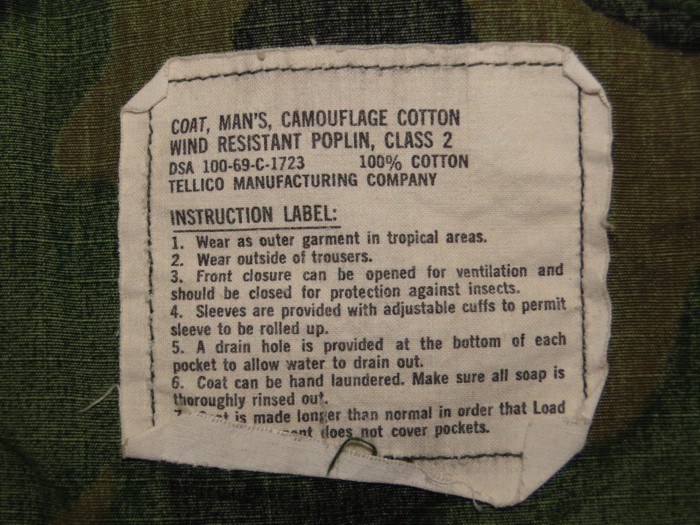 COAT, MAN'S, CAMOUFLAGE COTTON
WIND RESISTANT POPLIN, CLASS 2
DSA 100-69-C-1723 100% COTTON
TELLICO MANUFACTURING COMPANY
INSTRUCTION LABEL:
1. Wear as outer garment in tropical areas.
2. Wear outside of trousers.
3. Front closure can be opened for ventilation and
should be closed for protection against insects.
4. Sleeves are provided with adjustable cuffs to permit
sleeve to be rolled up.
5. A drain hole is provided at the bottom of each
pocket to allow water to drain out.
6. Coat can be hand laundered. Make sure all soap is
thoroughly rinsed out.
7. Coat is made longer than normal in order that Load
does not cover pockets.